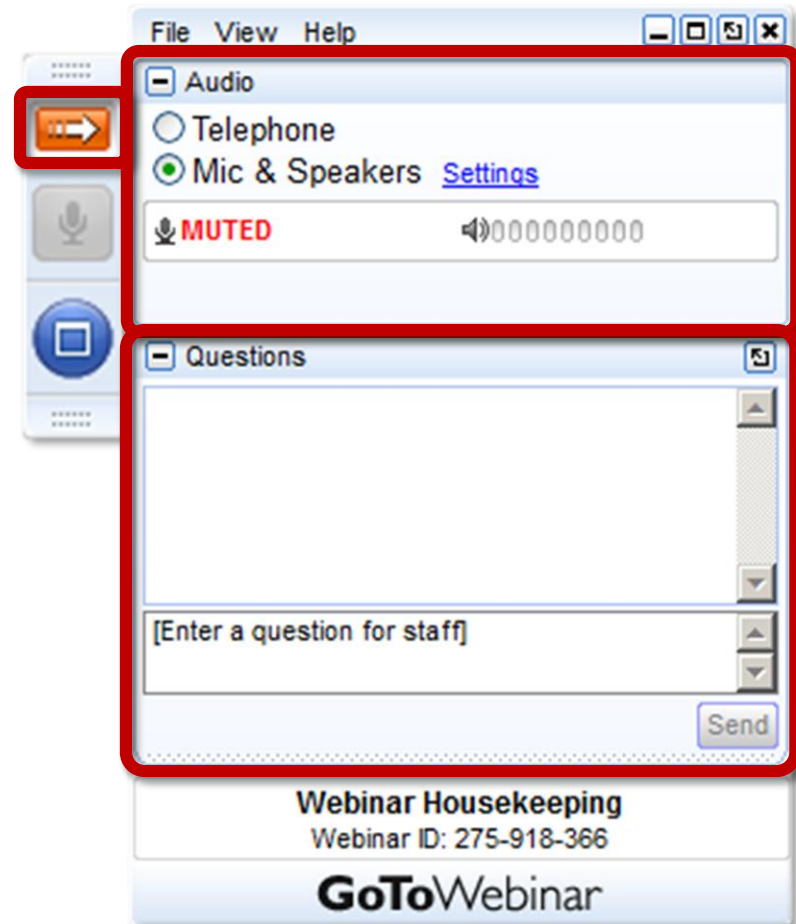 File View Help
Audio
Telephone
Mic & Speakers Settings
MUTED
Questions
[Enter a question for staff]
Send
Webinar Housekeeping
Webinar ID: 275-918-366
GoToWebinar